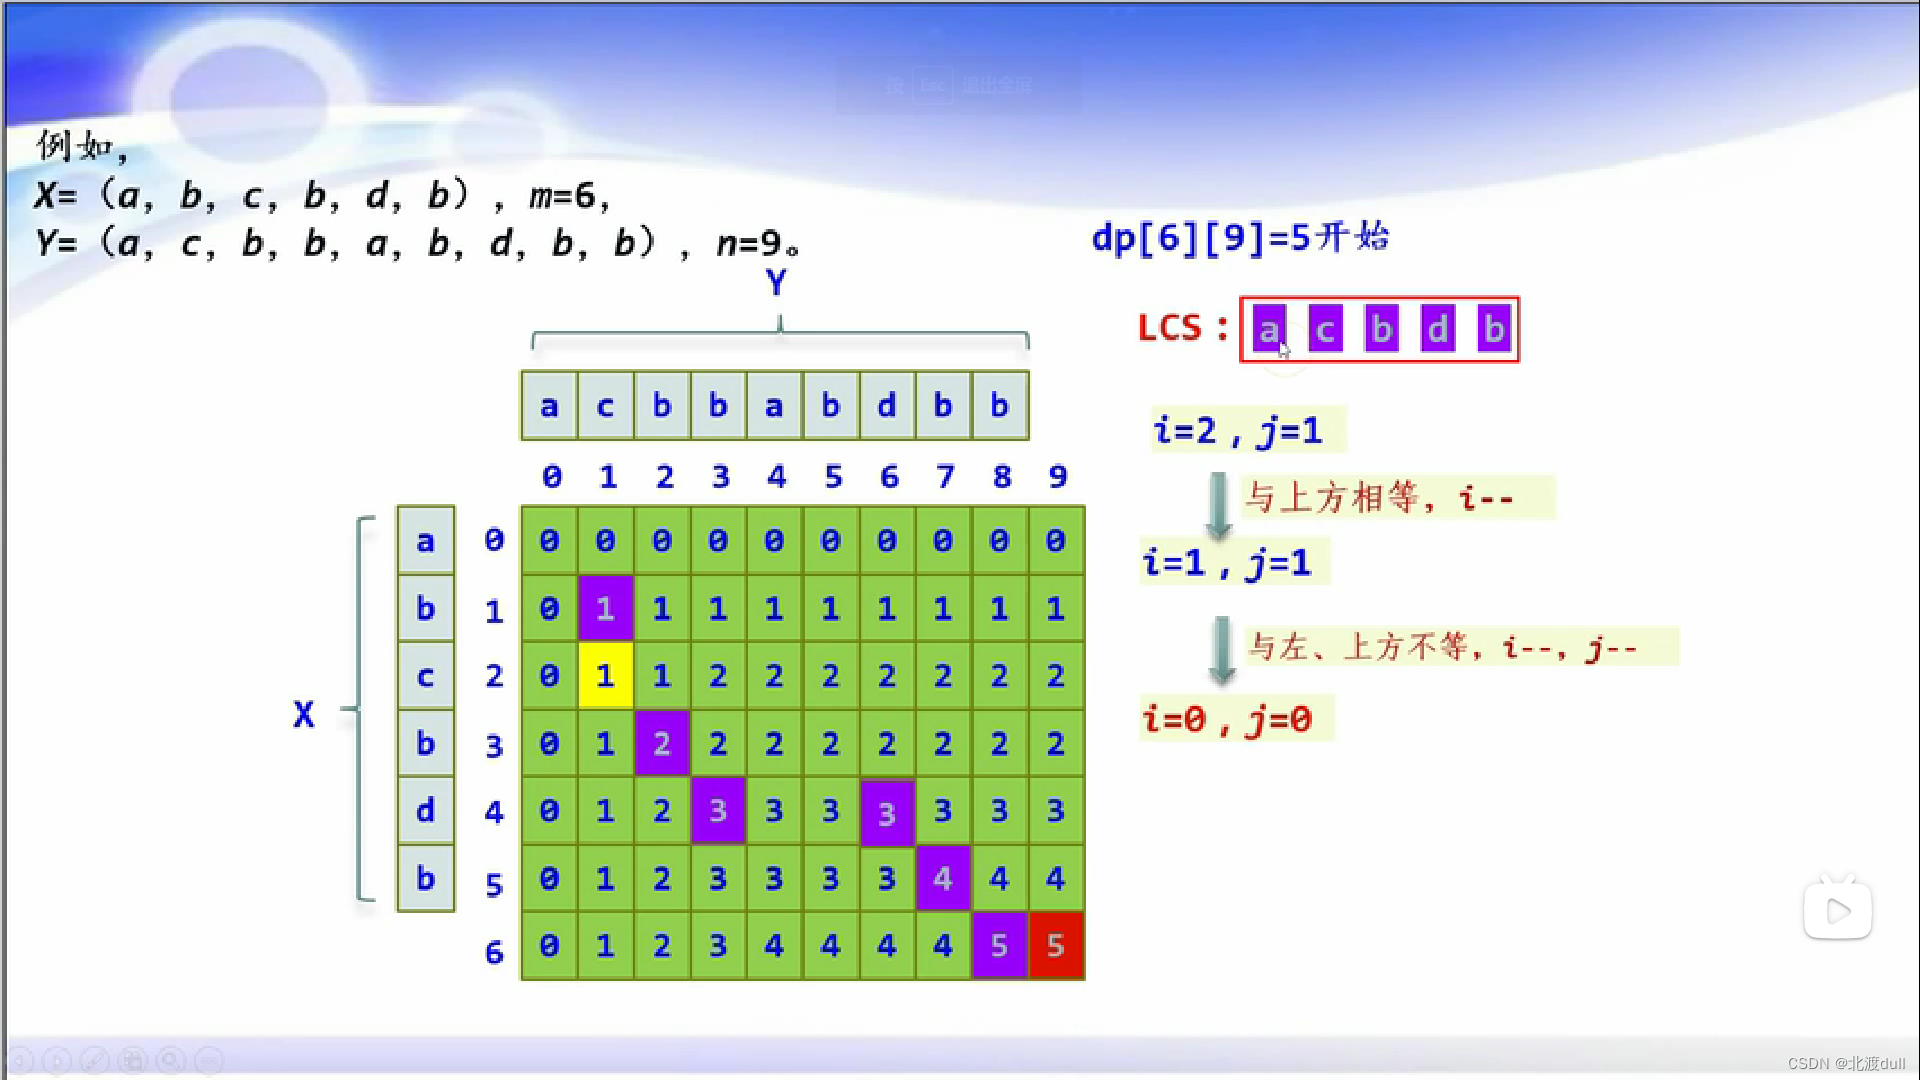 按 Esc 退出全屏
例如，
X=（a, b, c, b, d, b）, m=6,
Y=（a, c, b, b, a, b, d, b, b）, n=9。
dp[6][9]=5开始
Y
LCS： a c b d b
a c b b a b d b b
i=2，j=1
0 1 2 3 4 5 6 7 8 9
与上方相等，i--
a 0 0 0 0 0 0 0 0 0 0 0
i=1，j=1
b 1 0 1 1 1 1 1 1 1 1 1
与左、上方不等，i--，j--
c 2 0 1 1 2 2 2 2 2 2 2
X
i=0，j=0
b 3 0 1 2 2 2 2 2 2 2 2
d 4 0 1 2 3 3 3 3 3 3 3
b 5 0 1 2 3 3 3 3 4 4 4
6 0 1 2 3 4 4 4 4 5 5
CSDN @北渡dull